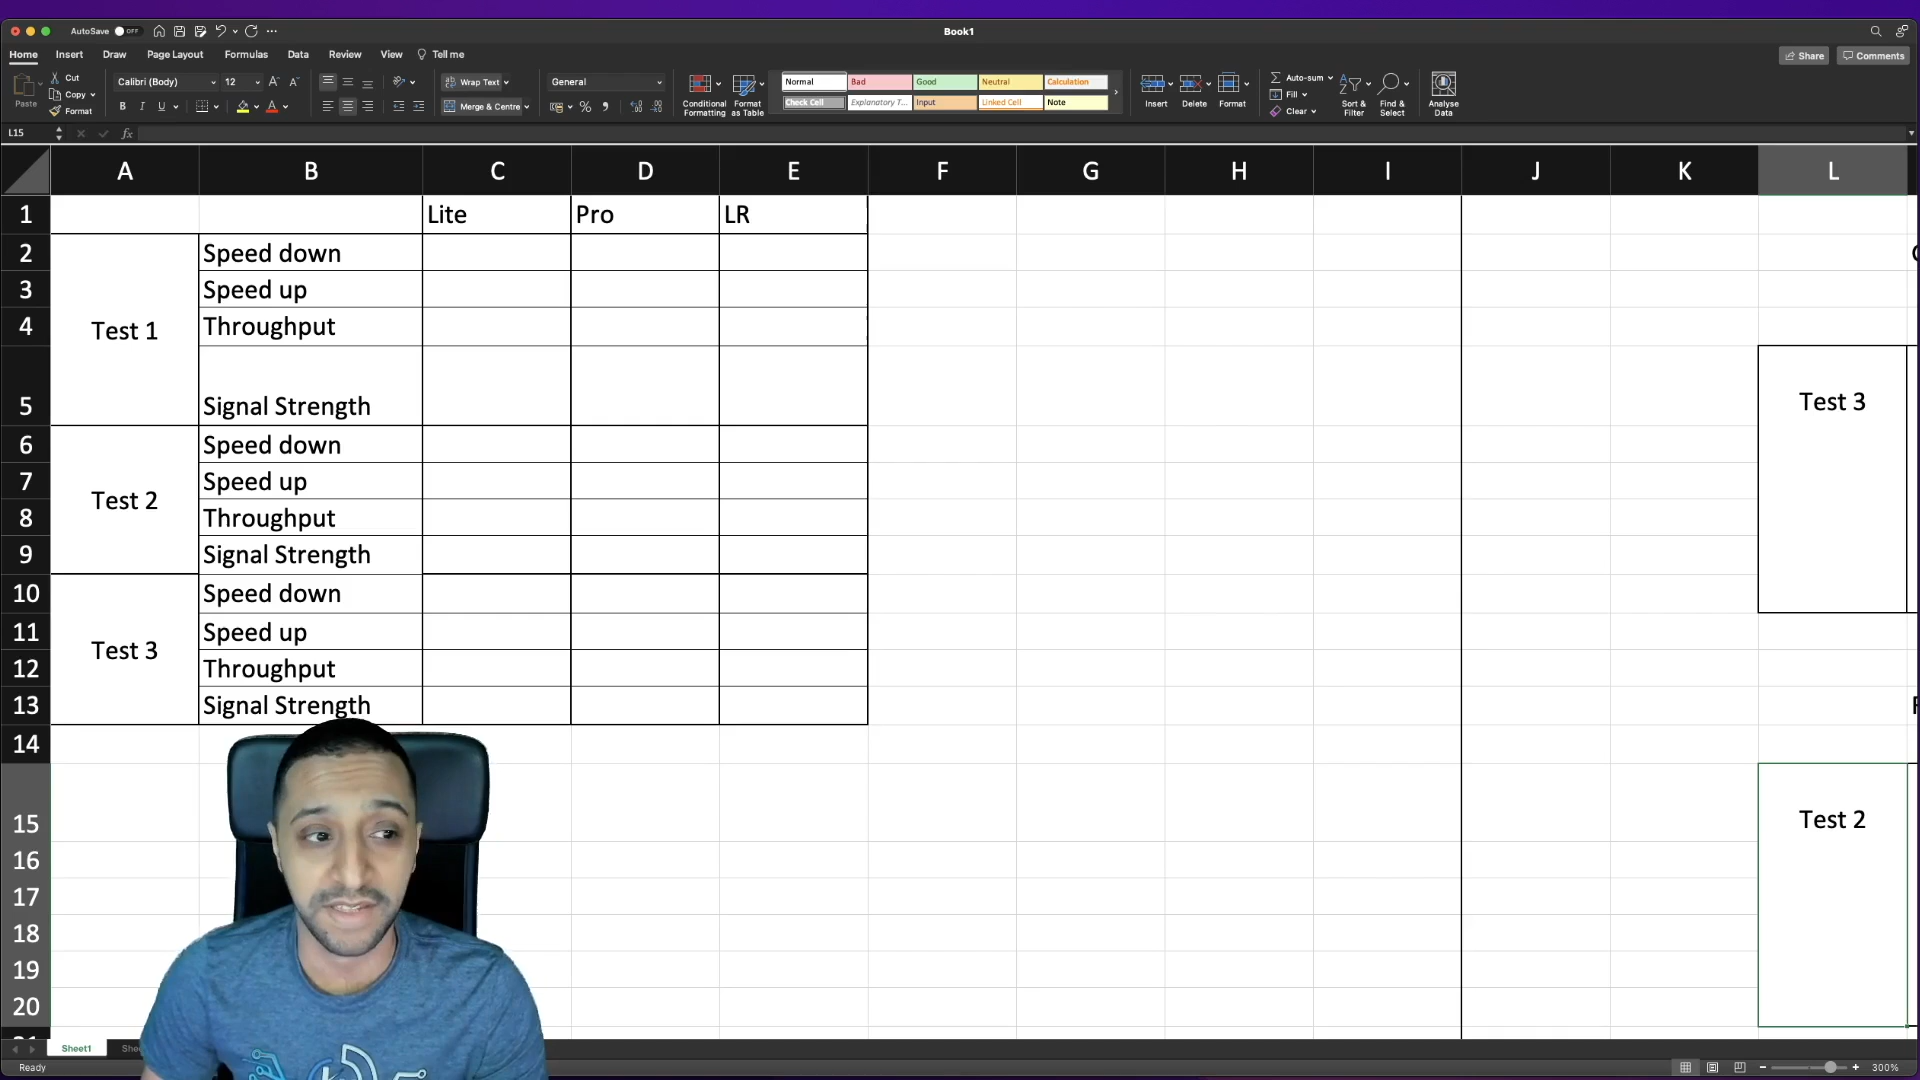 AutoSave OFF
Book1
Home Insert Draw Page Layout Formulas Data Review View Tell me
Share Comments
Paste Cut Copy Format
Calibri (Body) 12
B I U
Wrap Text
Merge & Centre
General
Conditional Formatting
Format as Table
Normal Bad Good Neutral Calculation
Check Cell Explanatory T... Input Linked Cell Note
Insert Delete Format
Auto-sum
Fill
Clear
Sort & Filter
Find & Select
Analyse Data
L15 fx
A B C D E F G H I J K L
1 Lite Pro LR
2 Speed down
3 Speed up
4 Throughput
Test 1
Test 3
5 Signal Strength
6 Speed down
7 Speed up
Test 2
8 Throughput
9 Signal Strength
10 Speed down
11 Speed up
Test 3
12 Throughput
13 Signal Strength
14
15 Test 2
16
17
18
19
20
Sheet1
Ready
300%